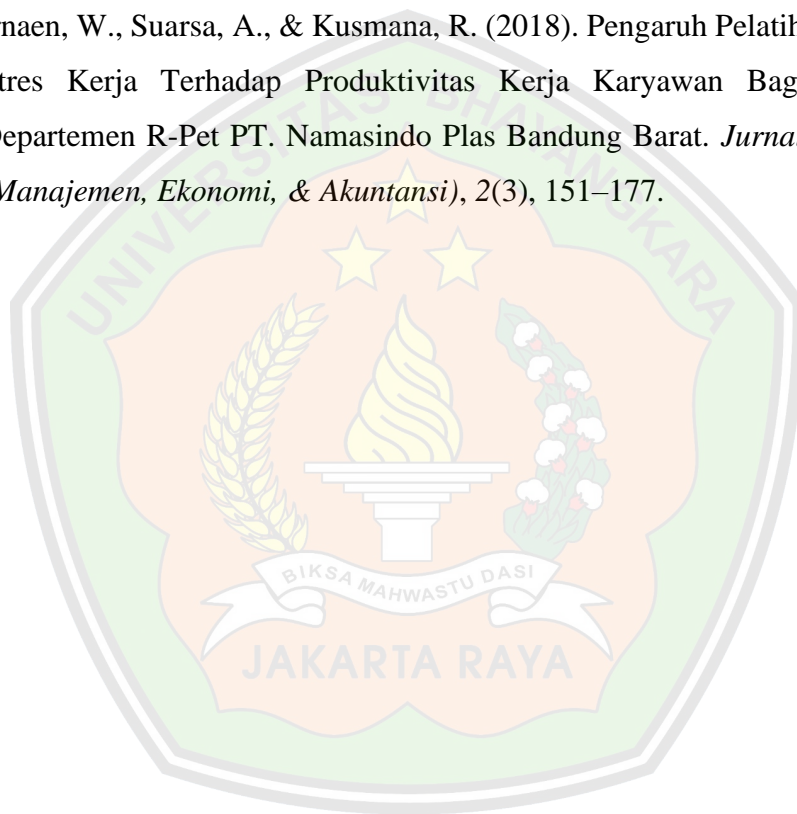 rnaen, W., Suarsa, A., & Kusmana, R. (2018). Pengaruh Pelatih
tres Kerja Terhadap Produktivitas Kerja Karyawan Bag
Departemen R-Pet PT. Namasindo Plas Bandung Barat. Jurna
Manajemen, Ekonomi, & Akuntansi), 2(3), 151–177.
UNIVERSITAS BHAYANGKARA
BIKSA MAHWASTU DASI
JAKARTA RAYA